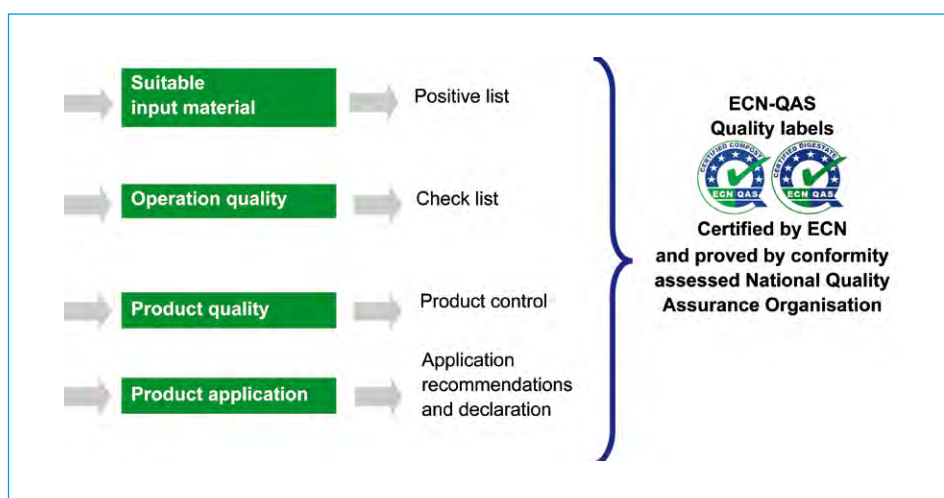 Suitable
input material
Positive list
Operation quality
Check list
Product quality
Product control
Product application
Application
recommendations
and declaration
ECN-QAS
Quality labels
CERTIFIED COMPOST
ECN QAS
CERTIFIED DIGESTATE
ECN QAS
Certified by ECN
and proved by conformity
assessed National Quality
Assurance Organisation